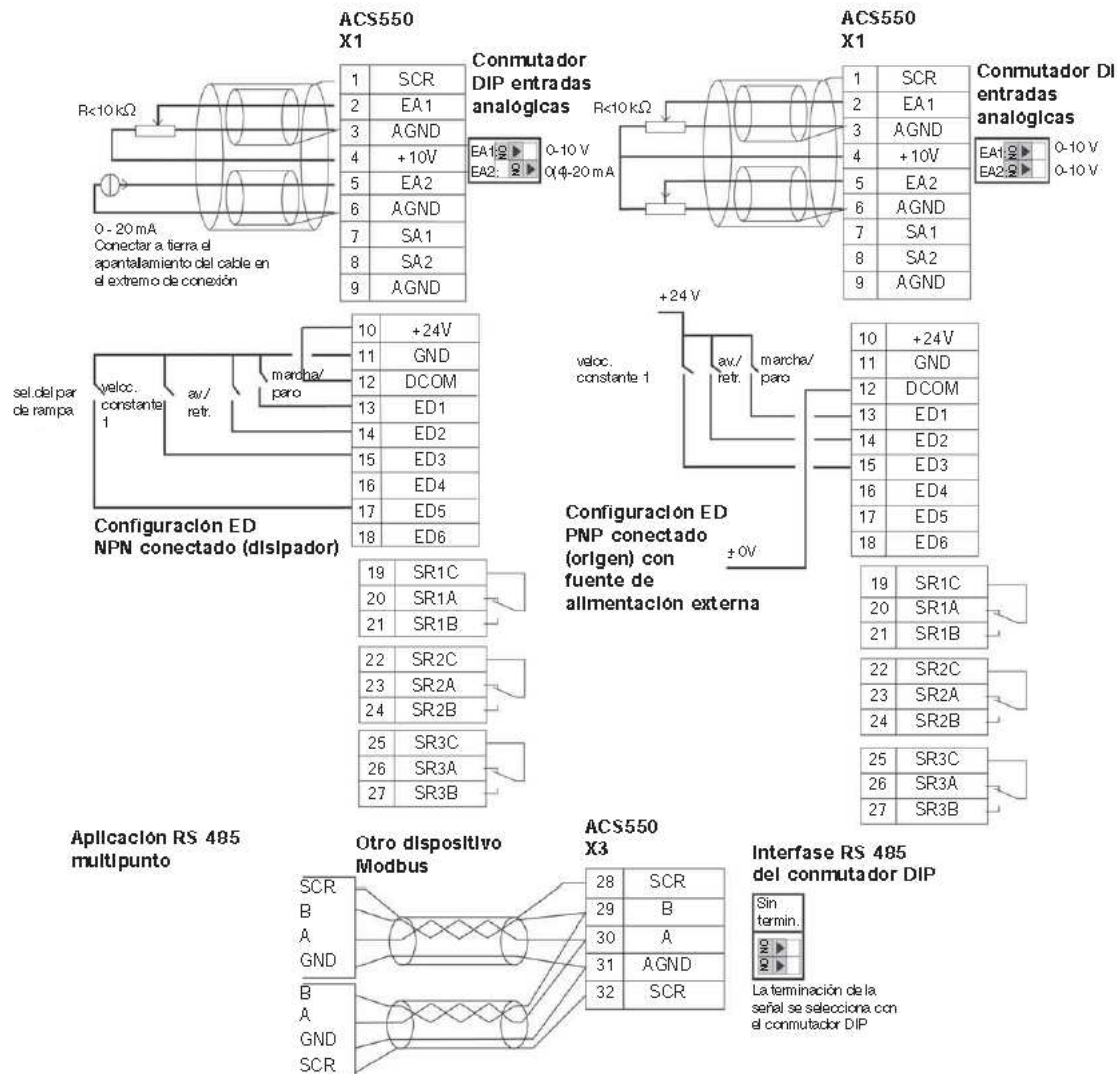 ACS550
X1
Conmutador
DIP entradas
analógicas
R<10 kΩ
1 SCR
2 EA1
3 AGND
4 +10V
5 EA2
6 AGND
7 SA1
8 SA2
9 AGND
EA1: ON 0-10 V
EA2: ON 0(4)-20 mA
0 - 20 mA
Conectar a tierra el
apantallamiento del cable en
el extremo de conexión
10 +24V
11 GND
12 DCOM
13 ED1
14 ED2
15 ED3
16 ED4
17 ED5
18 ED6
sel.del par
de rampa
veloc.
constante
1
av./
retr.
marcha/
paro
Configuración ED
NPN conectado (disipador)
19 SR1C
20 SR1A
21 SR1B
22 SR2C
23 SR2A
24 SR2B
25 SR3C
26 SR3A
27 SR3B
ACS550
X1
Conmutador DI
entradas
analógicas
R<10 kΩ
1 SCR
2 EA1
3 AGND
4 +10V
5 EA2
6 AGND
7 SA1
8 SA2
9 AGND
EA1: ON 0-10 V
EA2: ON 0-10 V
+24 V
veloc.
constante 1
av./
retr.
marcha/
paro
10 +24V
11 GND
12 DCOM
13 ED1
14 ED2
15 ED3
16 ED4
17 ED5
18 ED6
Configuración ED
PNP conectado
(origen) con
fuente de
alimentación externa
±0V
19 SR1C
20 SR1A
21 SR1B
22 SR2C
23 SR2A
24 SR2B
25 SR3C
26 SR3A
27 SR3B
Aplicación RS 485
multipunto
Otro dispositivo
Modbus
SCR
B
A
GND
B
A
GND
SCR
ACS550
X3
28 SCR
29 B
30 A
31 AGND
32 SCR
Interfase RS 485
del conmutador DIP
Sin
termin.
ON
ON
La terminación de la
señal se selecciona con
el conmutador DIP